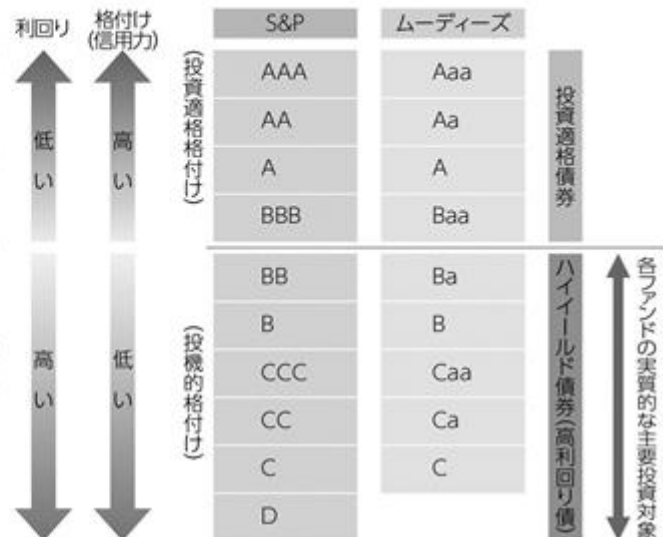 利回り
格付け
(信用力)
S&P
ムーディーズ
低い
高い
(投資適格格付け)
AAA
Aaa
AA
Aa
A
A
BBB
Baa
投資適格債券
高い
低い
(投機的格付け)
BB
Ba
B
B
CCC
Caa
CC
Ca
C
C
D
ハイイールド債券(高利回り債)
各ファンドの実質的な主要投資対象